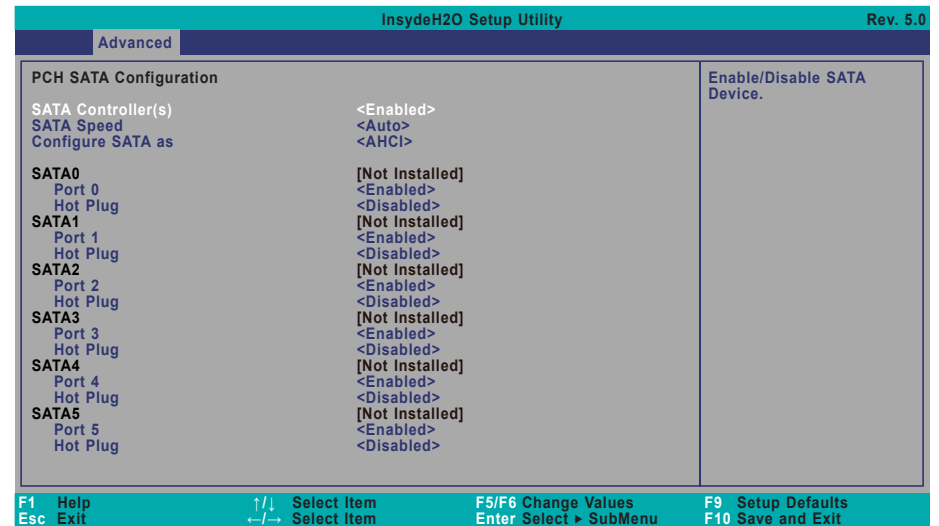 InsydeH2O Setup Utility Rev. 5.0
Advanced
PCH SATA Configuration
SATA Controller(s) <Enabled>
SATA Speed <Auto>
Configure SATA as <AHCI>
SATA0 [Not Installed]
Port 0 <Enabled>
Hot Plug <Disabled>
SATA1 [Not Installed]
Port 1 <Enabled>
Hot Plug <Disabled>
SATA2 [Not Installed]
Port 2 <Enabled>
Hot Plug <Disabled>
SATA3 [Not Installed]
Port 3 <Enabled>
Hot Plug <Disabled>
SATA4 [Not Installed]
Port 4 <Enabled>
Hot Plug <Disabled>
SATA5 [Not Installed]
Port 5 <Enabled>
Hot Plug <Disabled>
Enable/Disable SATA
Device.
F1 Help ↑/↓ Select Item F5/F6 Change Values F9 Setup Defaults
Esc Exit ←/→ Select Item Enter Select ▶ SubMenu F10 Save and Exit